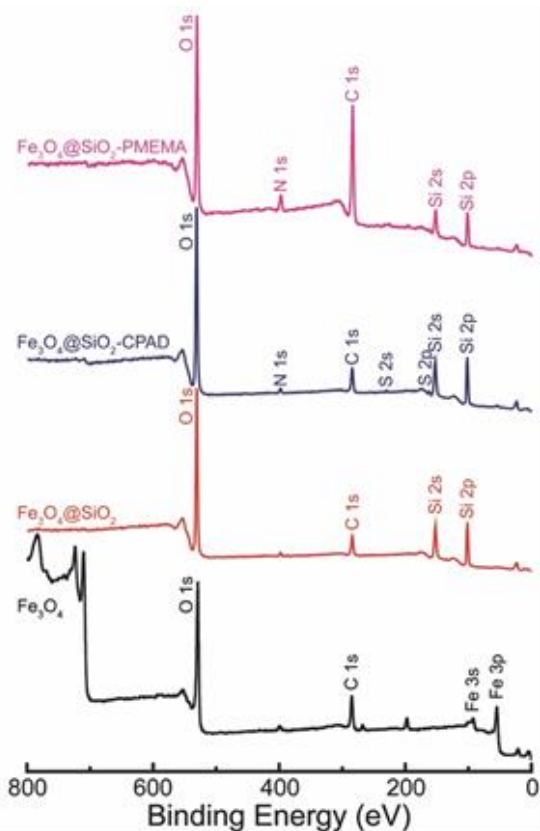 O 1s
C 1s
Fe₃O₄@SiO₂-PMEMA
N 1s
Si 2s
Si 2p
O 1s
Fe₃O₄@SiO₂-CPAD
N 1s
C 1s
S 2s
S 2p
Si 2s
Si 2p
O 1s
Fe₃O₄@SiO₂
C 1s
Si 2s
Si 2p
Fe₃O₄
O 1s
C 1s
Fe 3s
Fe 3p
800 600 400 200 0
Binding Energy (eV)